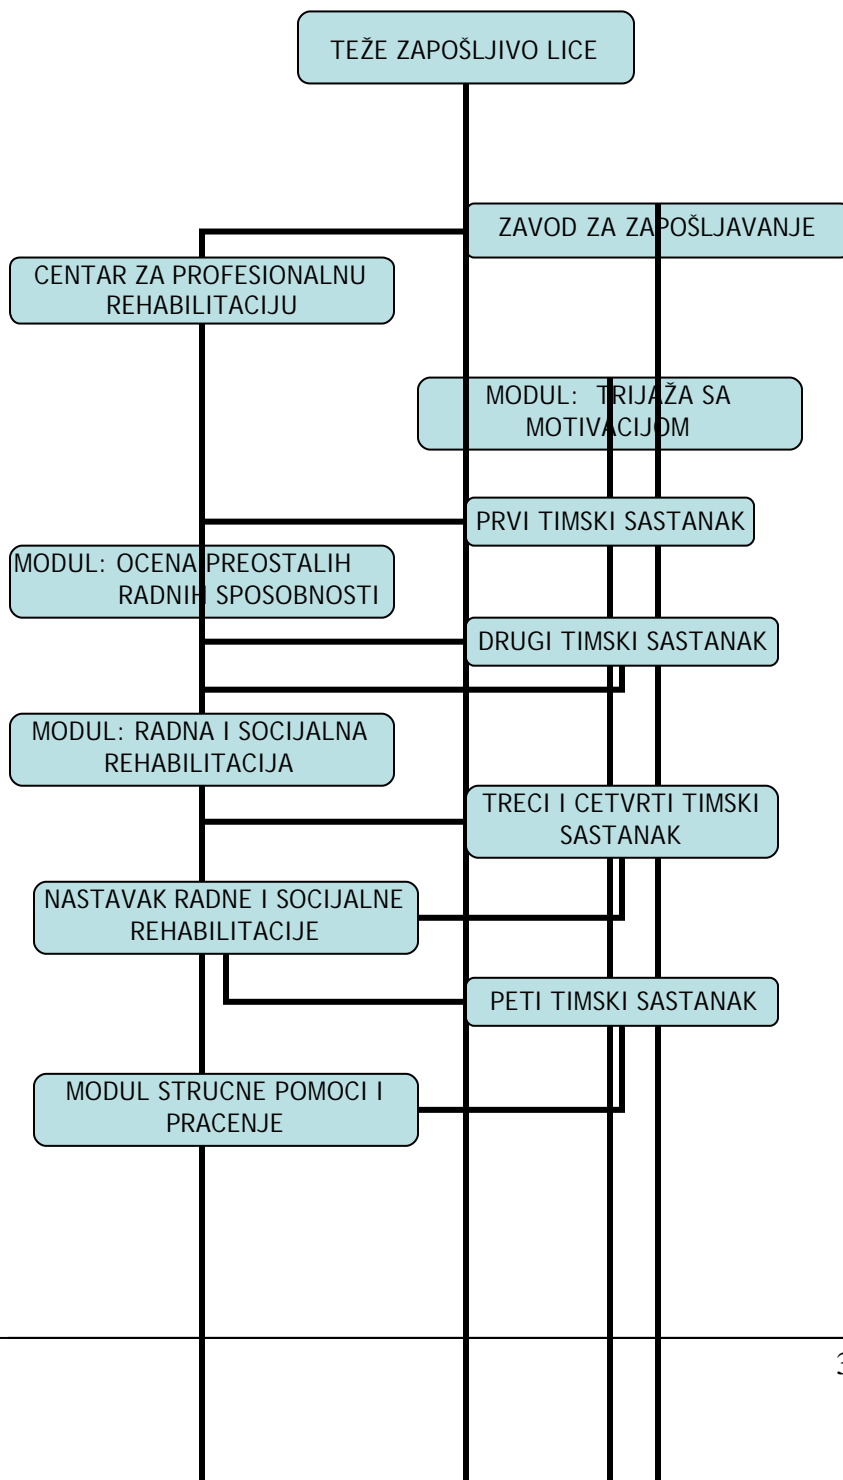 TEŽE ZAPOŠLJIVO LICE
ZAVOD ZA ZAPOŠLJAVANJE
CENTAR ZA PROFESIONALNU
REHABILITACIJU
MODUL: TRIJAŽA SA
MOTIVACIJOM
PRVI TIMSKI SASTANAK
MODUL: OCENA PREOSTALIH
RADNIH SPOSOBNOSTI
DRUGI TIMSKI SASTANAK
MODUL: RADNA I SOCIJALNA
REHABILITACIJA
TRECI I CETVRTI TIMSKI
SASTANAK
NASTAVAK RADNE I SOCIJALNE
REHABILITACIJE
PETI TIMSKI SASTANAK
MODUL STRUCNE POMOCI I
PRACENJE